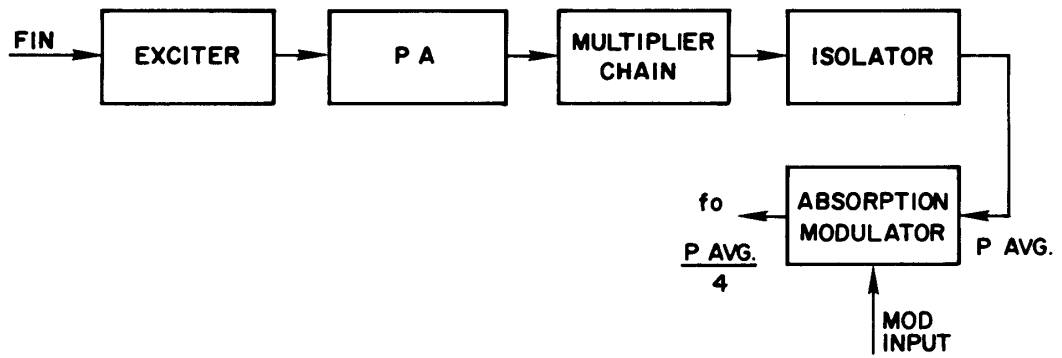 FIN
EXCITER
P A
MULTIPLIER
CHAIN
ISOLATOR
fo
P AVG.
4
ABSORPTION
MODULATOR
P AVG.
MOD
INPUT